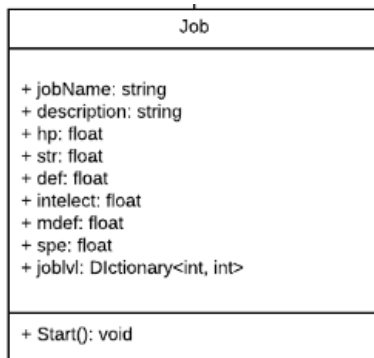 Job
+ jobName: string
+ description: string
+ hp: float
+ str: float
+ def: float
+ intelect: float
+ mdef: float
+ spe: float
+ joblvl: DIctionary<int, int>
+ Start(): void